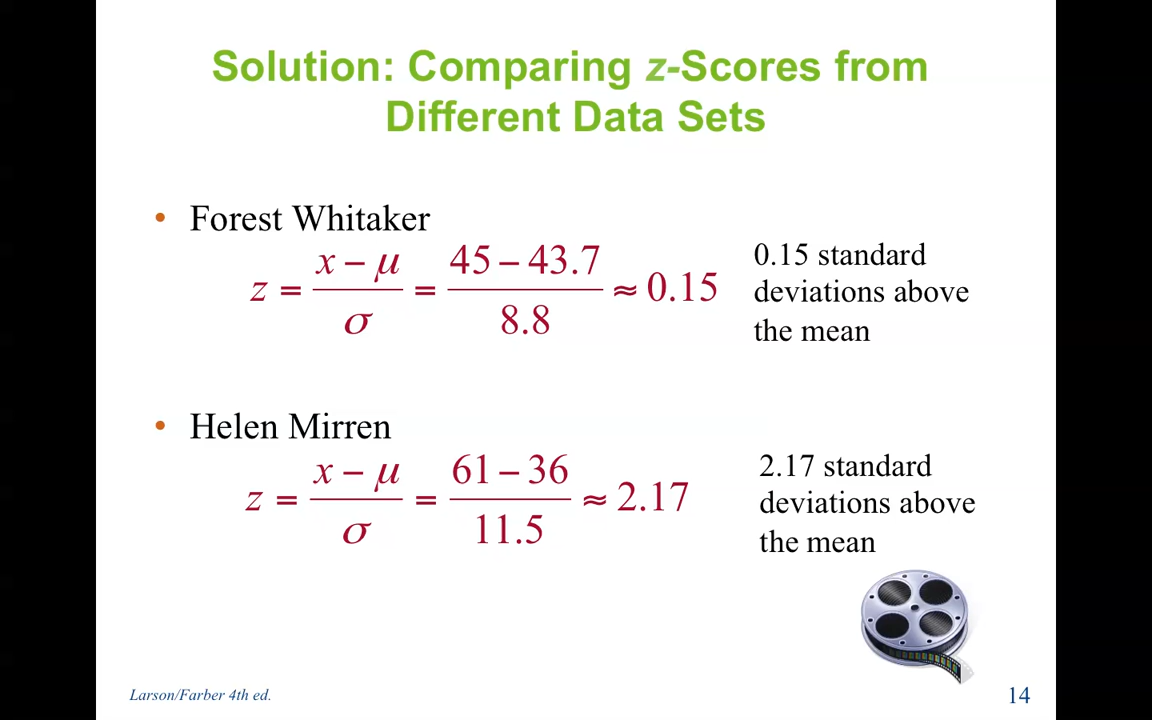 Solution: Comparing z-Scores from
Different Data Sets
• Forest Whitaker
z = (x − μ)/σ = (45 − 43.7)/8.8 ≈ 0.15
0.15 standard
deviations above
the mean
• Helen Mirren
z = (x − μ)/σ = (61 − 36)/11.5 ≈ 2.17
2.17 standard
deviations above
the mean
Larson/Farber 4th ed.
14